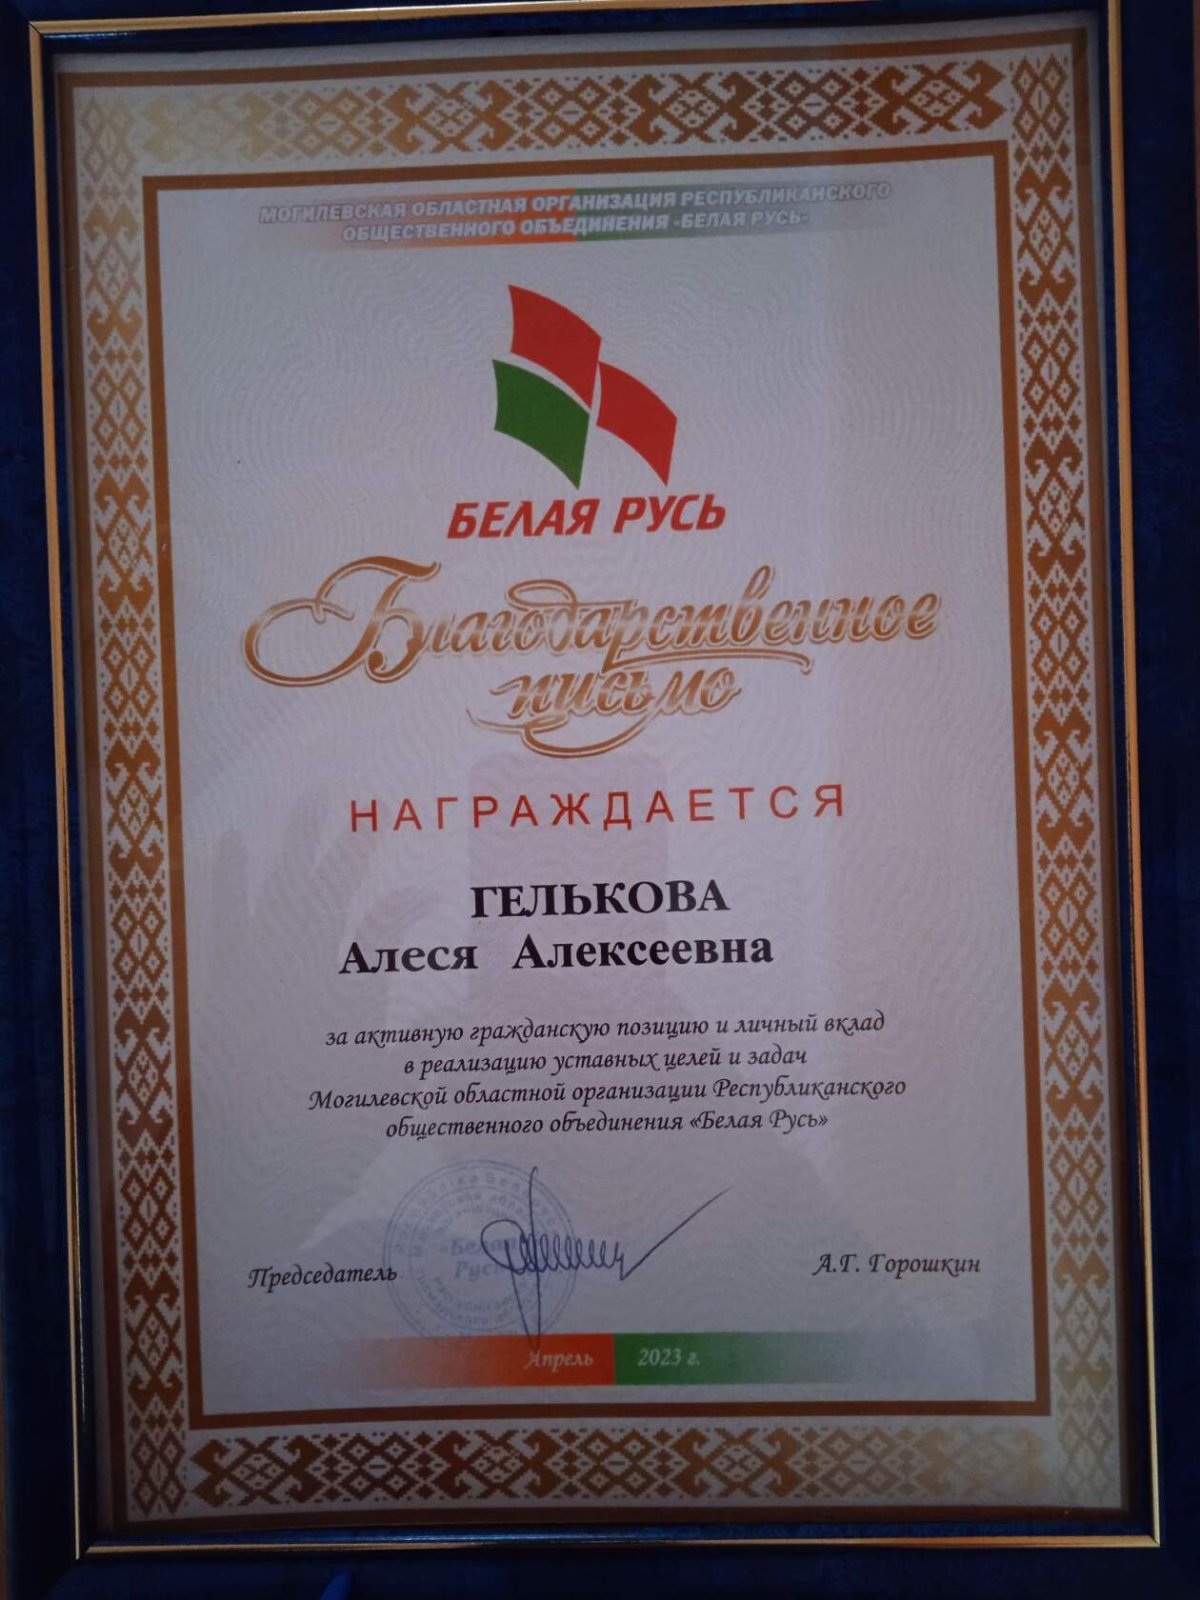 МОГИЛЕВСКАЯ ОБЛАСТНАЯ ОРГАНИЗАЦИЯ РЕСПУБЛИКАНСКОГО
ОБЩЕСТВЕННОГО ОБЪЕДИНЕНИЯ «БЕЛАЯ РУСЬ»
БЕЛАЯ РУСЬ
Благодарственное
письмо
НАГРАЖДАЕТСЯ
ГЕЛЬКОВА
Алеся Алексеевна
за активную гражданскую позицию и личный вклад
в реализацию уставных целей и задач
Могилевской областной организации Республиканского
общественного объединения «Белая Русь»
Белая
Русь
Председатель
А.Г. Горошкин
Апрель 2023 г.